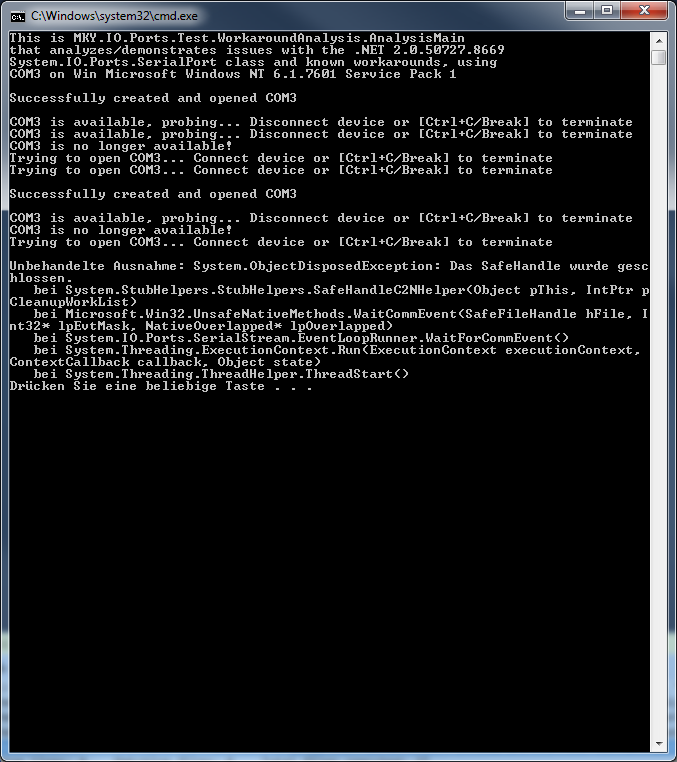 C:\Windows\system32\cmd.exe
This is MKY.IO.Ports.Test.WorkaroundAnalysis.AnalysisMain
that analyzes/demonstrates issues with the .NET 2.0.50727.8669
System.IO.Ports.SerialPort class and known workarounds, using
COM3 on Win Microsoft Windows NT 6.1.7601 Service Pack 1
Successfully created and opened COM3
COM3 is available, probing... Disconnect device or [Ctrl+C/Break] to terminate
COM3 is available, probing... Disconnect device or [Ctrl+C/Break] to terminate
COM3 is no longer available!
Trying to open COM3... Connect device or [Ctrl+C/Break] to terminate
Trying to open COM3... Connect device or [Ctrl+C/Break] to terminate
Successfully created and opened COM3
COM3 is available, probing... Disconnect device or [Ctrl+C/Break] to terminate
COM3 is no longer available!
Trying to open COM3... Connect device or [Ctrl+C/Break] to terminate
Unbehandelte Ausnahme: System.ObjectDisposedException: Das SafeHandle wurde gesc
hlossen.
   bei System.StubHelpers.StubHelpers.SafeHandleC2NHelper(Object pThis, IntPtr p
CleanupWorkList)
   bei Microsoft.Win32.UnsafeNativeMethods.WaitCommEvent(SafeFileHandle hFile, I
nt32* lpEvtMask, NativeOverlapped* lpOverlapped)
   bei System.IO.Ports.SerialStream.EventLoopRunner.WaitForCommEvent()
   bei System.Threading.ExecutionContext.Run(ExecutionContext executionContext,
ContextCallback callback, Object state)
   bei System.Threading.ThreadHelper.ThreadStart()
Drücken Sie eine beliebige Taste . . .